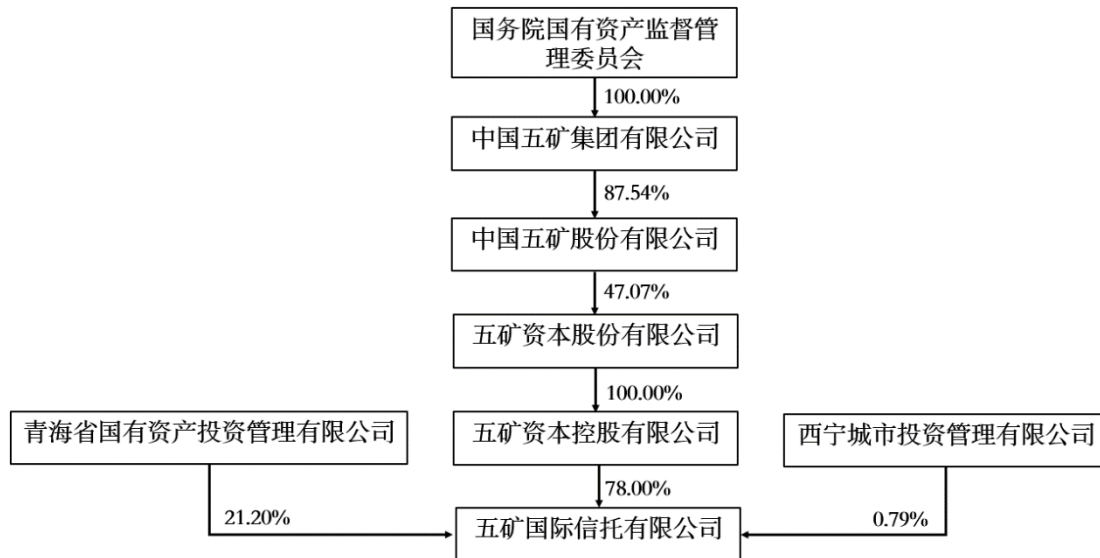 国务院国有资产监督管
理委员会
100.00%
中国五矿集团有限公司
87.54%
中国五矿股份有限公司
47.07%
五矿资本股份有限公司
100.00%
青海省国有资产投资管理有限公司
五矿资本控股有限公司
西宁城市投资管理有限公司
78.00%
21.20%
0.79%
五矿国际信托有限公司